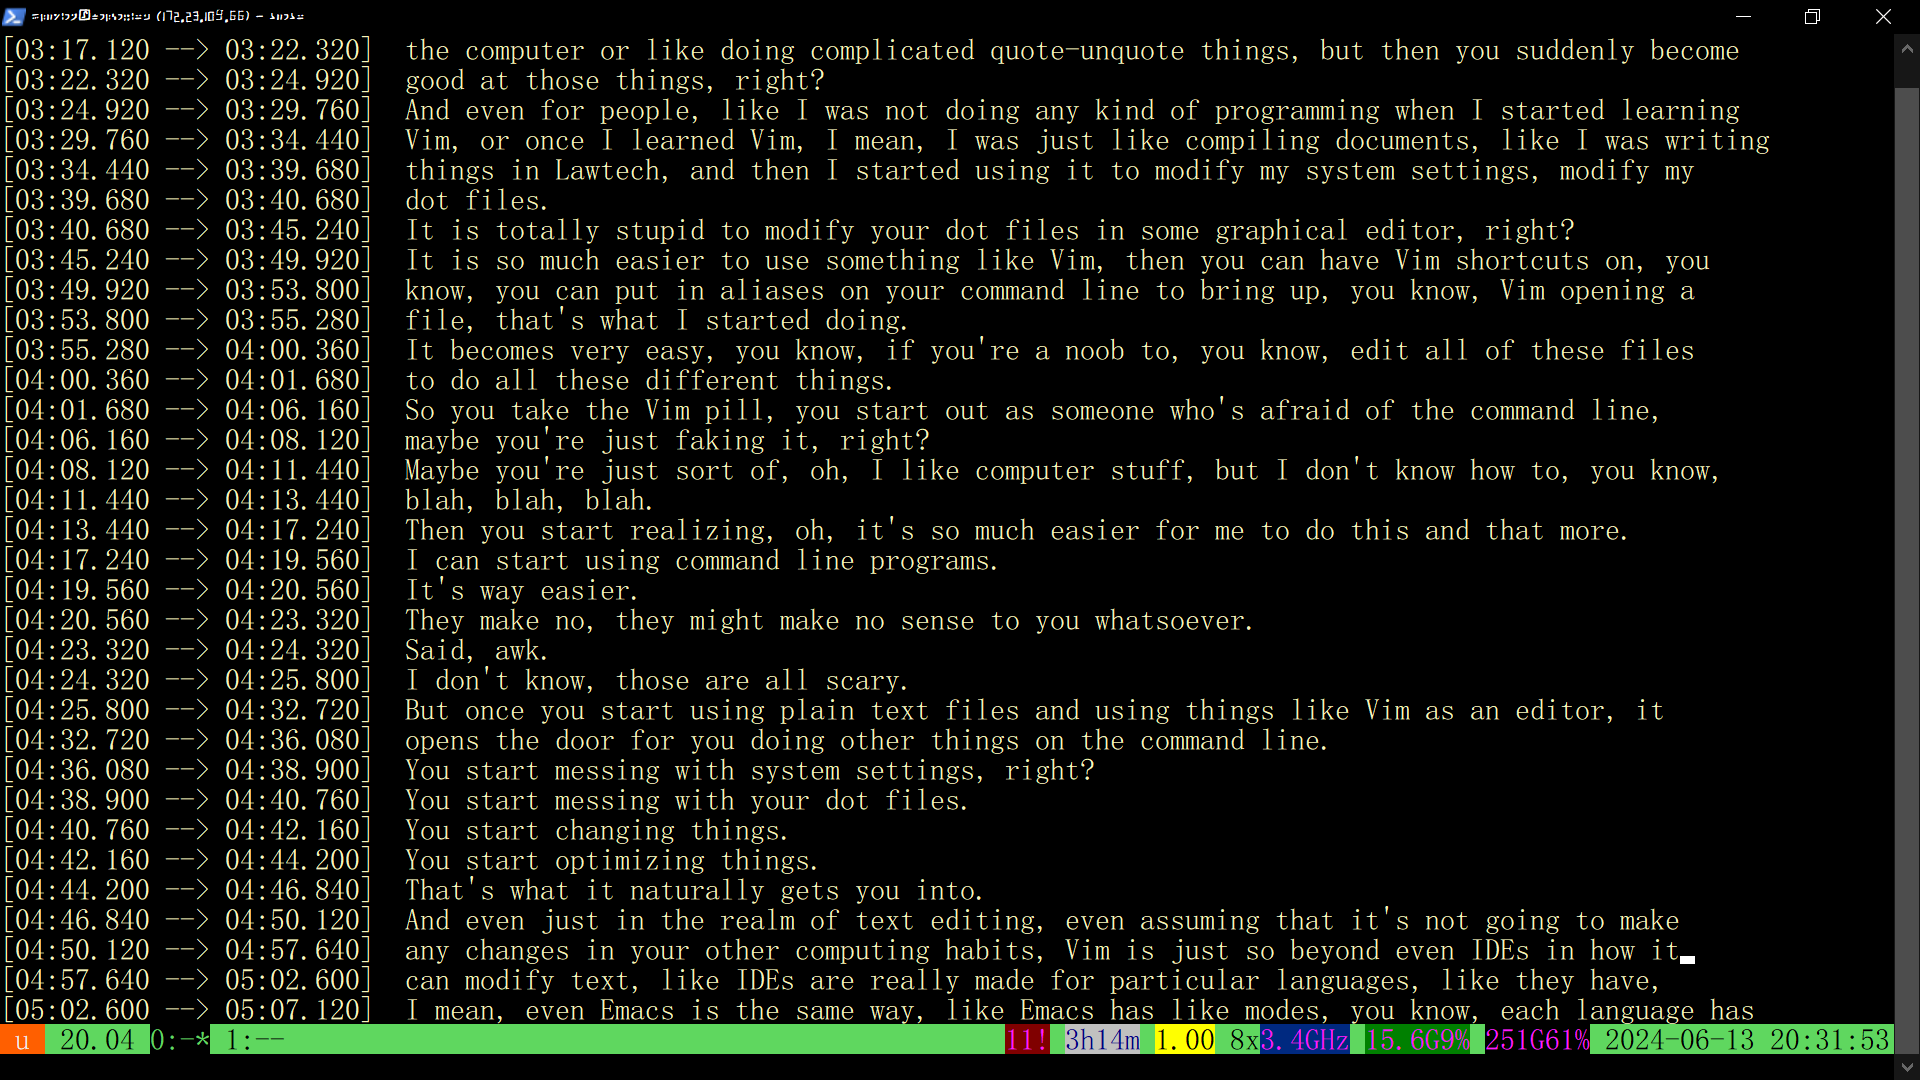 (172.23.109.66) -
[03:17.120 --> 03:22.320]  the computer or like doing complicated quote-unquote things, but then you suddenly become
[03:22.320 --> 03:24.920]  good at those things, right?
[03:24.920 --> 03:29.760]  And even for people, like I was not doing any kind of programming when I started learning
[03:29.760 --> 03:34.440]  Vim, or once I learned Vim, I mean, I was just like compiling documents, like I was writing
[03:34.440 --> 03:39.680]  things in Lawtech, and then I started using it to modify my system settings, modify my
[03:39.680 --> 03:40.680]  dot files.
[03:40.680 --> 03:45.240]  It is totally stupid to modify your dot files in some graphical editor, right?
[03:45.240 --> 03:49.920]  It is so much easier to use something like Vim, then you can have Vim shortcuts on, you
[03:49.920 --> 03:53.800]  know, you can put in aliases on your command line to bring up, you know, Vim opening a
[03:53.800 --> 03:55.280]  file, that's what I started doing.
[03:55.280 --> 04:00.360]  It becomes very easy, you know, if you're a noob to, you know, edit all of these files
[04:00.360 --> 04:01.680]  to do all these different things.
[04:01.680 --> 04:06.160]  So you take the Vim pill, you start out as someone who's afraid of the command line,
[04:06.160 --> 04:08.120]  maybe you're just faking it, right?
[04:08.120 --> 04:11.440]  Maybe you're just sort of, oh, I like computer stuff, but I don't know how to, you know,
[04:11.440 --> 04:13.440]  blah, blah, blah.
[04:13.440 --> 04:17.240]  Then you start realizing, oh, it's so much easier for me to do this and that more.
[04:17.240 --> 04:19.560]  I can start using command line programs.
[04:19.560 --> 04:20.560]  It's way easier.
[04:20.560 --> 04:23.320]  They make no, they might make no sense to you whatsoever.
[04:23.320 --> 04:24.320]  Said, awk.
[04:24.320 --> 04:25.800]  I don't know, those are all scary.
[04:25.800 --> 04:32.720]  But once you start using plain text files and using things like Vim as an editor, it
[04:32.720 --> 04:36.080]  opens the door for you doing other things on the command line.
[04:36.080 --> 04:38.900]  You start messing with system settings, right?
[04:38.900 --> 04:40.760]  You start messing with your dot files.
[04:40.760 --> 04:42.160]  You start changing things.
[04:42.160 --> 04:44.200]  You start optimizing things.
[04:44.200 --> 04:46.840]  That's what it naturally gets you into.
[04:46.840 --> 04:50.120]  And even just in the realm of text editing, even assuming that it's not going to make
[04:50.120 --> 04:57.640]  any changes in your other computing habits, Vim is just so beyond even IDEs in how it
[04:57.640 --> 05:02.600]  can modify text, like IDEs are really made for particular languages, like they have,
[05:02.600 --> 05:07.120]  I mean, even Emacs is the same way, like Emacs has like modes, you know, each language has
u 20.04 0:-* 1:-- 11! 3h14m 1.00 8x3.4GHz 15.6G9% 251G61% 2024-06-13 20:31:53